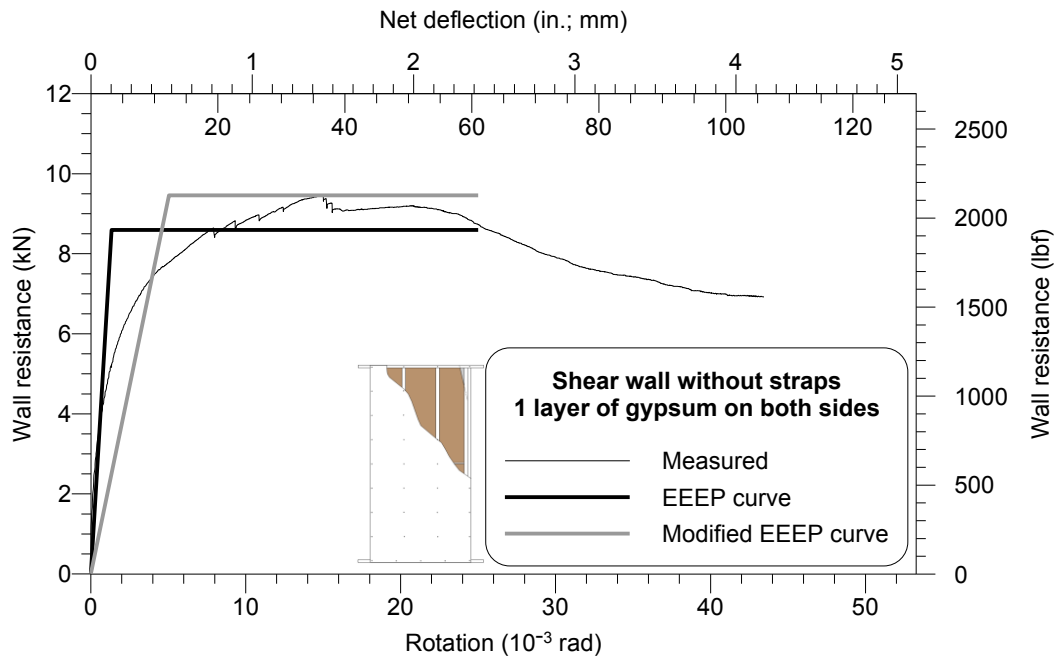 Net deflection (in.; mm)
0 1 2 3 4 5
20 40 60 80 100 120
12
10
8
6
4
2
0
Wall resistance (kN)
2500
2000
1500
1000
500
0
Wall resistance (lbf)
Shear wall without straps
1 layer of gypsum on both sides
Measured
EEEP curve
Modified EEEP curve
0 10 20 30 40 50
Rotation (10⁻³ rad)